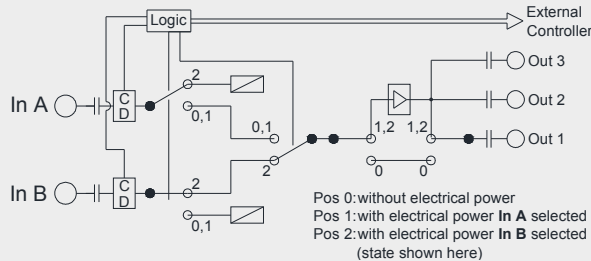 Logic
External
Controller
Out 3
2
C
D
In A
Out 2
0,1
0,1
1,2
1,2
Out 1
2
2
0
0
In B
C
D
0,1
Pos 0: without electrical power
Pos 1: with electrical power In A selected
Pos 2: with electrical power In B selected
(state shown here)